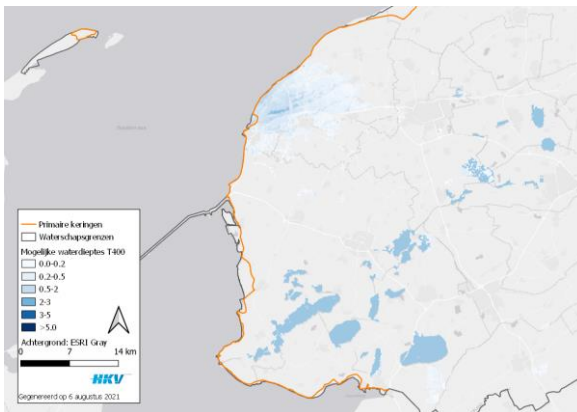 Primaire keringen
Waterschapsgrenzen
Mogelijke waterdieptes T400
0.0-0.2
0.2-0.5
0.5-2
2-3
3-5
>5.0
Achtergrond: ESRI Gray
0 7 14 km
HKV
Gegenereerd op 6 augustus 2021